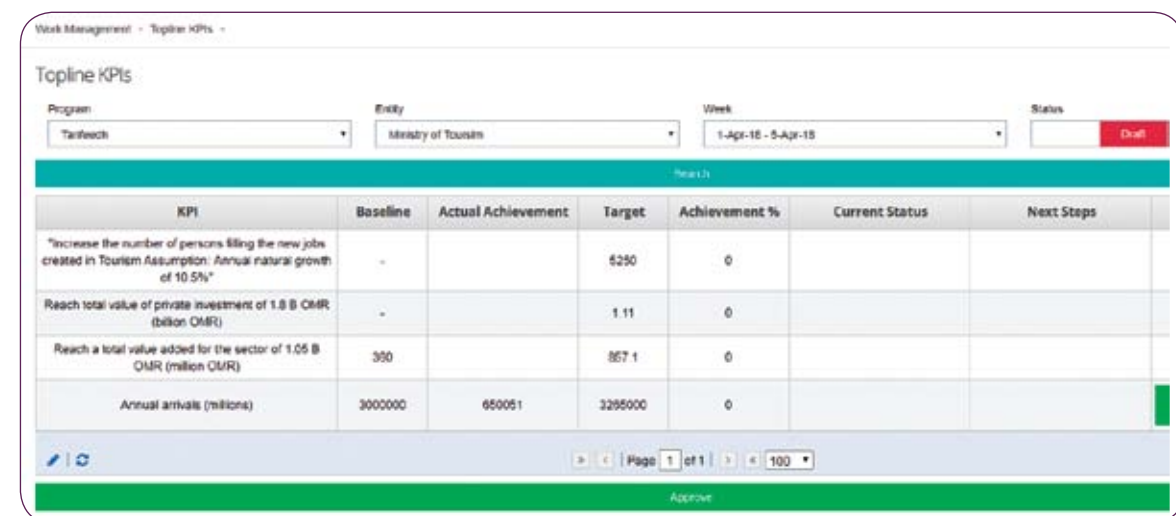 Work Management - Topline KPIs -
Topline KPIs
Program
Entity
Week
Status
Tanfeedh
Ministry of Tourism
1-Apr-18 - 5-Apr-18
Draft
Search
KPI Baseline Actual Achievement Target Achievement % Current Status Next Steps
"Increase the number of persons filling the new jobs
created in Tourism Assumption: Annual natural growth
of 10.5%"
- 0
Reach total value of private investment of 1.8 B OMR
(billion OMR)
- 1.11 0
Reach a total value added for the sector of 1.05 B
OMR (million OMR)
360 857.1 0
Annual arrivals (millions) 3000000 650051 3265000 0
Page 1 of 1 100
Approve